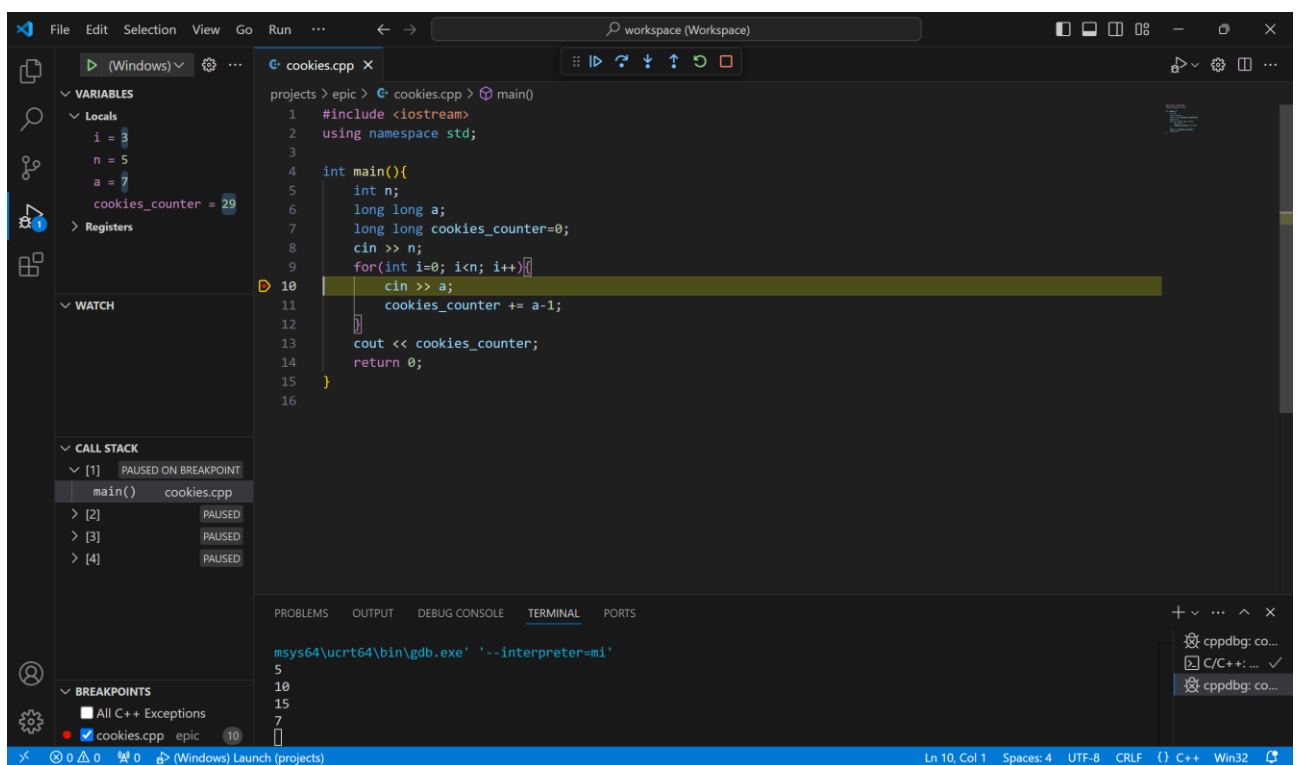 File Edit Selection View Go Run ··· ← → workspace (Workspace)
(Windows) ···
VARIABLES
Locals
i = 3
n = 5
a = 7
cookies_counter = 29
Registers
WATCH
CALL STACK
[1] PAUSED ON BREAKPOINT
main() cookies.cpp
[2] PAUSED
[3] PAUSED
[4] PAUSED
BREAKPOINTS
All C++ Exceptions
cookies.cpp epic 10
1
cookies.cpp ×
projects > epic > cookies.cpp > main()
1 #include <iostream>
2 using namespace std;
3
4 int main(){
5 int n;
6 long long a;
7 long long cookies_counter=0;
8 cin >> n;
9 for(int i=0; i<n; i++){
10 cin >> a;
11 cookies_counter += a-1;
12 }
13 cout << cookies_counter;
14 return 0;
15 }
16
PROBLEMS OUTPUT DEBUG CONSOLE TERMINAL PORTS
msys64\ucrt64\bin\gdb.exe' '--interpreter=mi'
5
10
15
7
cppdbg: co...
C/C++: ...
cppdbg: co...
0 0 0 (Windows) Launch (projects) Ln 10, Col 1 Spaces: 4 UTF-8 CRLF {} C++ Win32